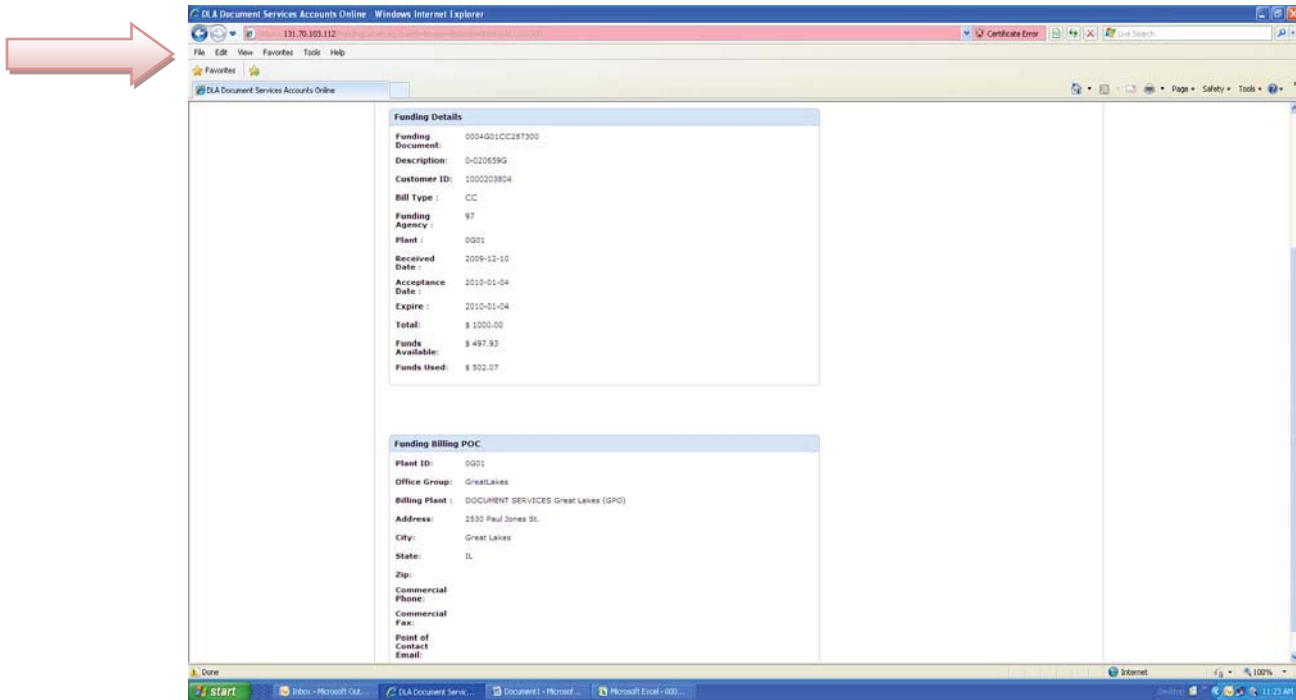 DLA Document Services Accounts Online - Windows Internet Explorer
131.70.103.112
Certificate Error
Live Search
File Edit View Favorites Tools Help
Favorites
DLA Document Services Accounts Online
Page Safety Tools
Funding Details
Funding Document: 0004G01CC287300
Description: 0-020659G
Customer ID: 1000203804
Bill Type : CC
Funding Agency : 97
Plant : 0G01
Received Date : 2009-12-10
Acceptance Date : 2010-01-04
Expire : 2010-01-04
Total: $ 1000.00
Funds Available: $ 497.93
Funds Used: $ 502.07
Funding Billing POC
Plant ID: 0G01
Office Group: GreatLakes
Billing Plant : DOCUMENT SERVICES Great Lakes (GPO)
Address: 2530 Paul Jones St.
City: Great Lakes
State: IL
Zip:
Commercial Phone:
Commercial Fax:
Point of Contact Email:
Done
Internet
100%
start
Inbox - Microsoft Out...
DLA Document Servic...
Document1 - Microsof...
Microsoft Excel - 000...
Desktop
11:23 AM